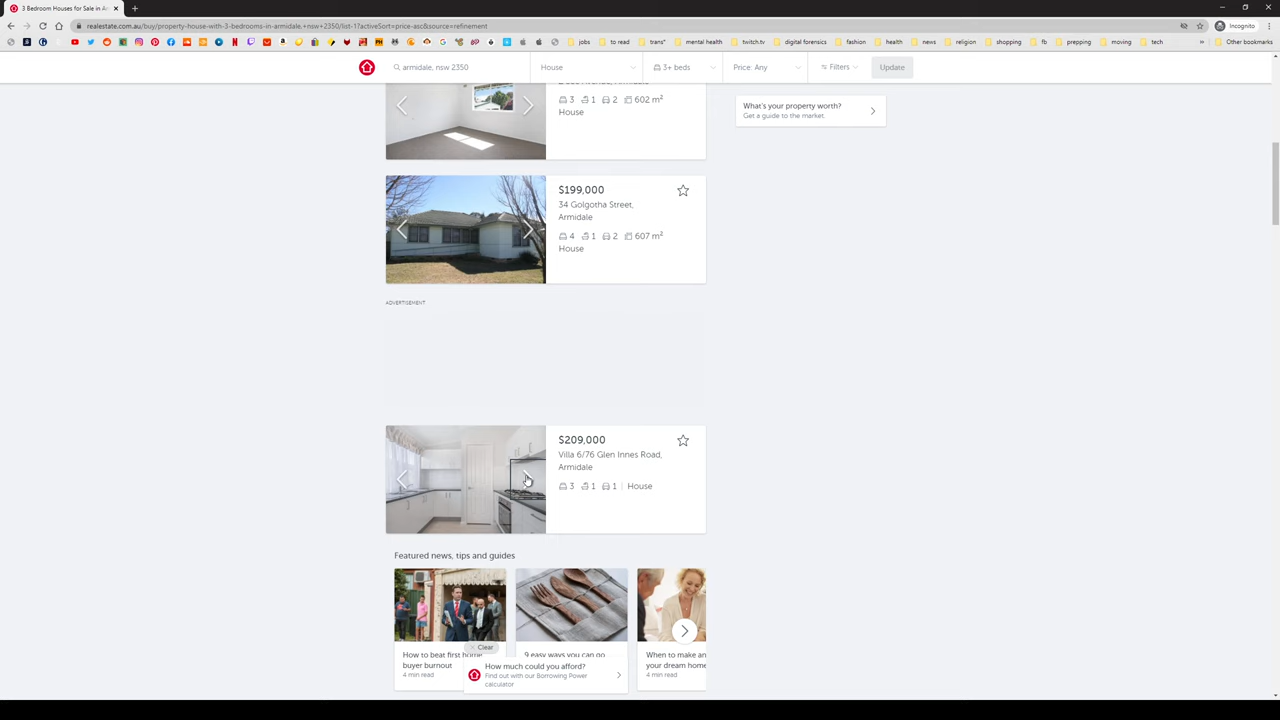 3 Bedroom Houses for Sale in Ar
realestate.com.au/buy/property-house-with-3-bedrooms-in-armidale,+nsw+2350/list-1?activeSort=price-asc&source=refinement
Incognito
jobs
to read
trans*
mental health
twitch.tv
digital forensics
fashion
health
news
religion
shopping
fb
prepping
moving
tech
»
Other bookmarks
armidale, nsw 2350
House
3+ beds
Price: Any
Filters
Update
3 1 2 602 m²
House
What's your property worth?
Get a guide to the market.
$199,000
34 Golgotha Street,
Armidale
4 1 2 607 m²
House
ADVERTISEMENT
$209,000
Villa 6/76 Glen Innes Road,
Armidale
3 1 1 House
Featured news, tips and guides
How to beat first home
buyer burnout
4 min read
9 easy ways you can go
When to make an
your dream home
4 min read
Clear
How much could you afford?
Find out with our Borrowing Power
calculator